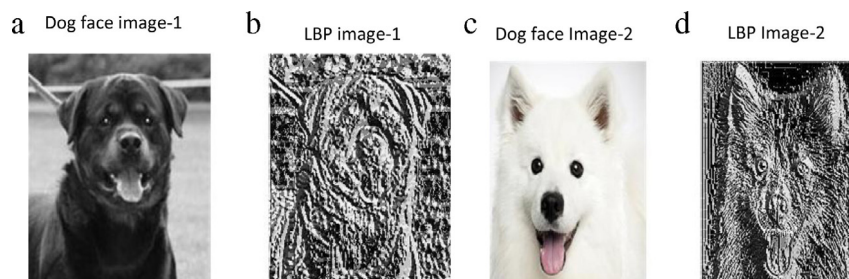 a Dog face image-1
b LBP image-1
c Dog face Image-2
d LBP Image-2